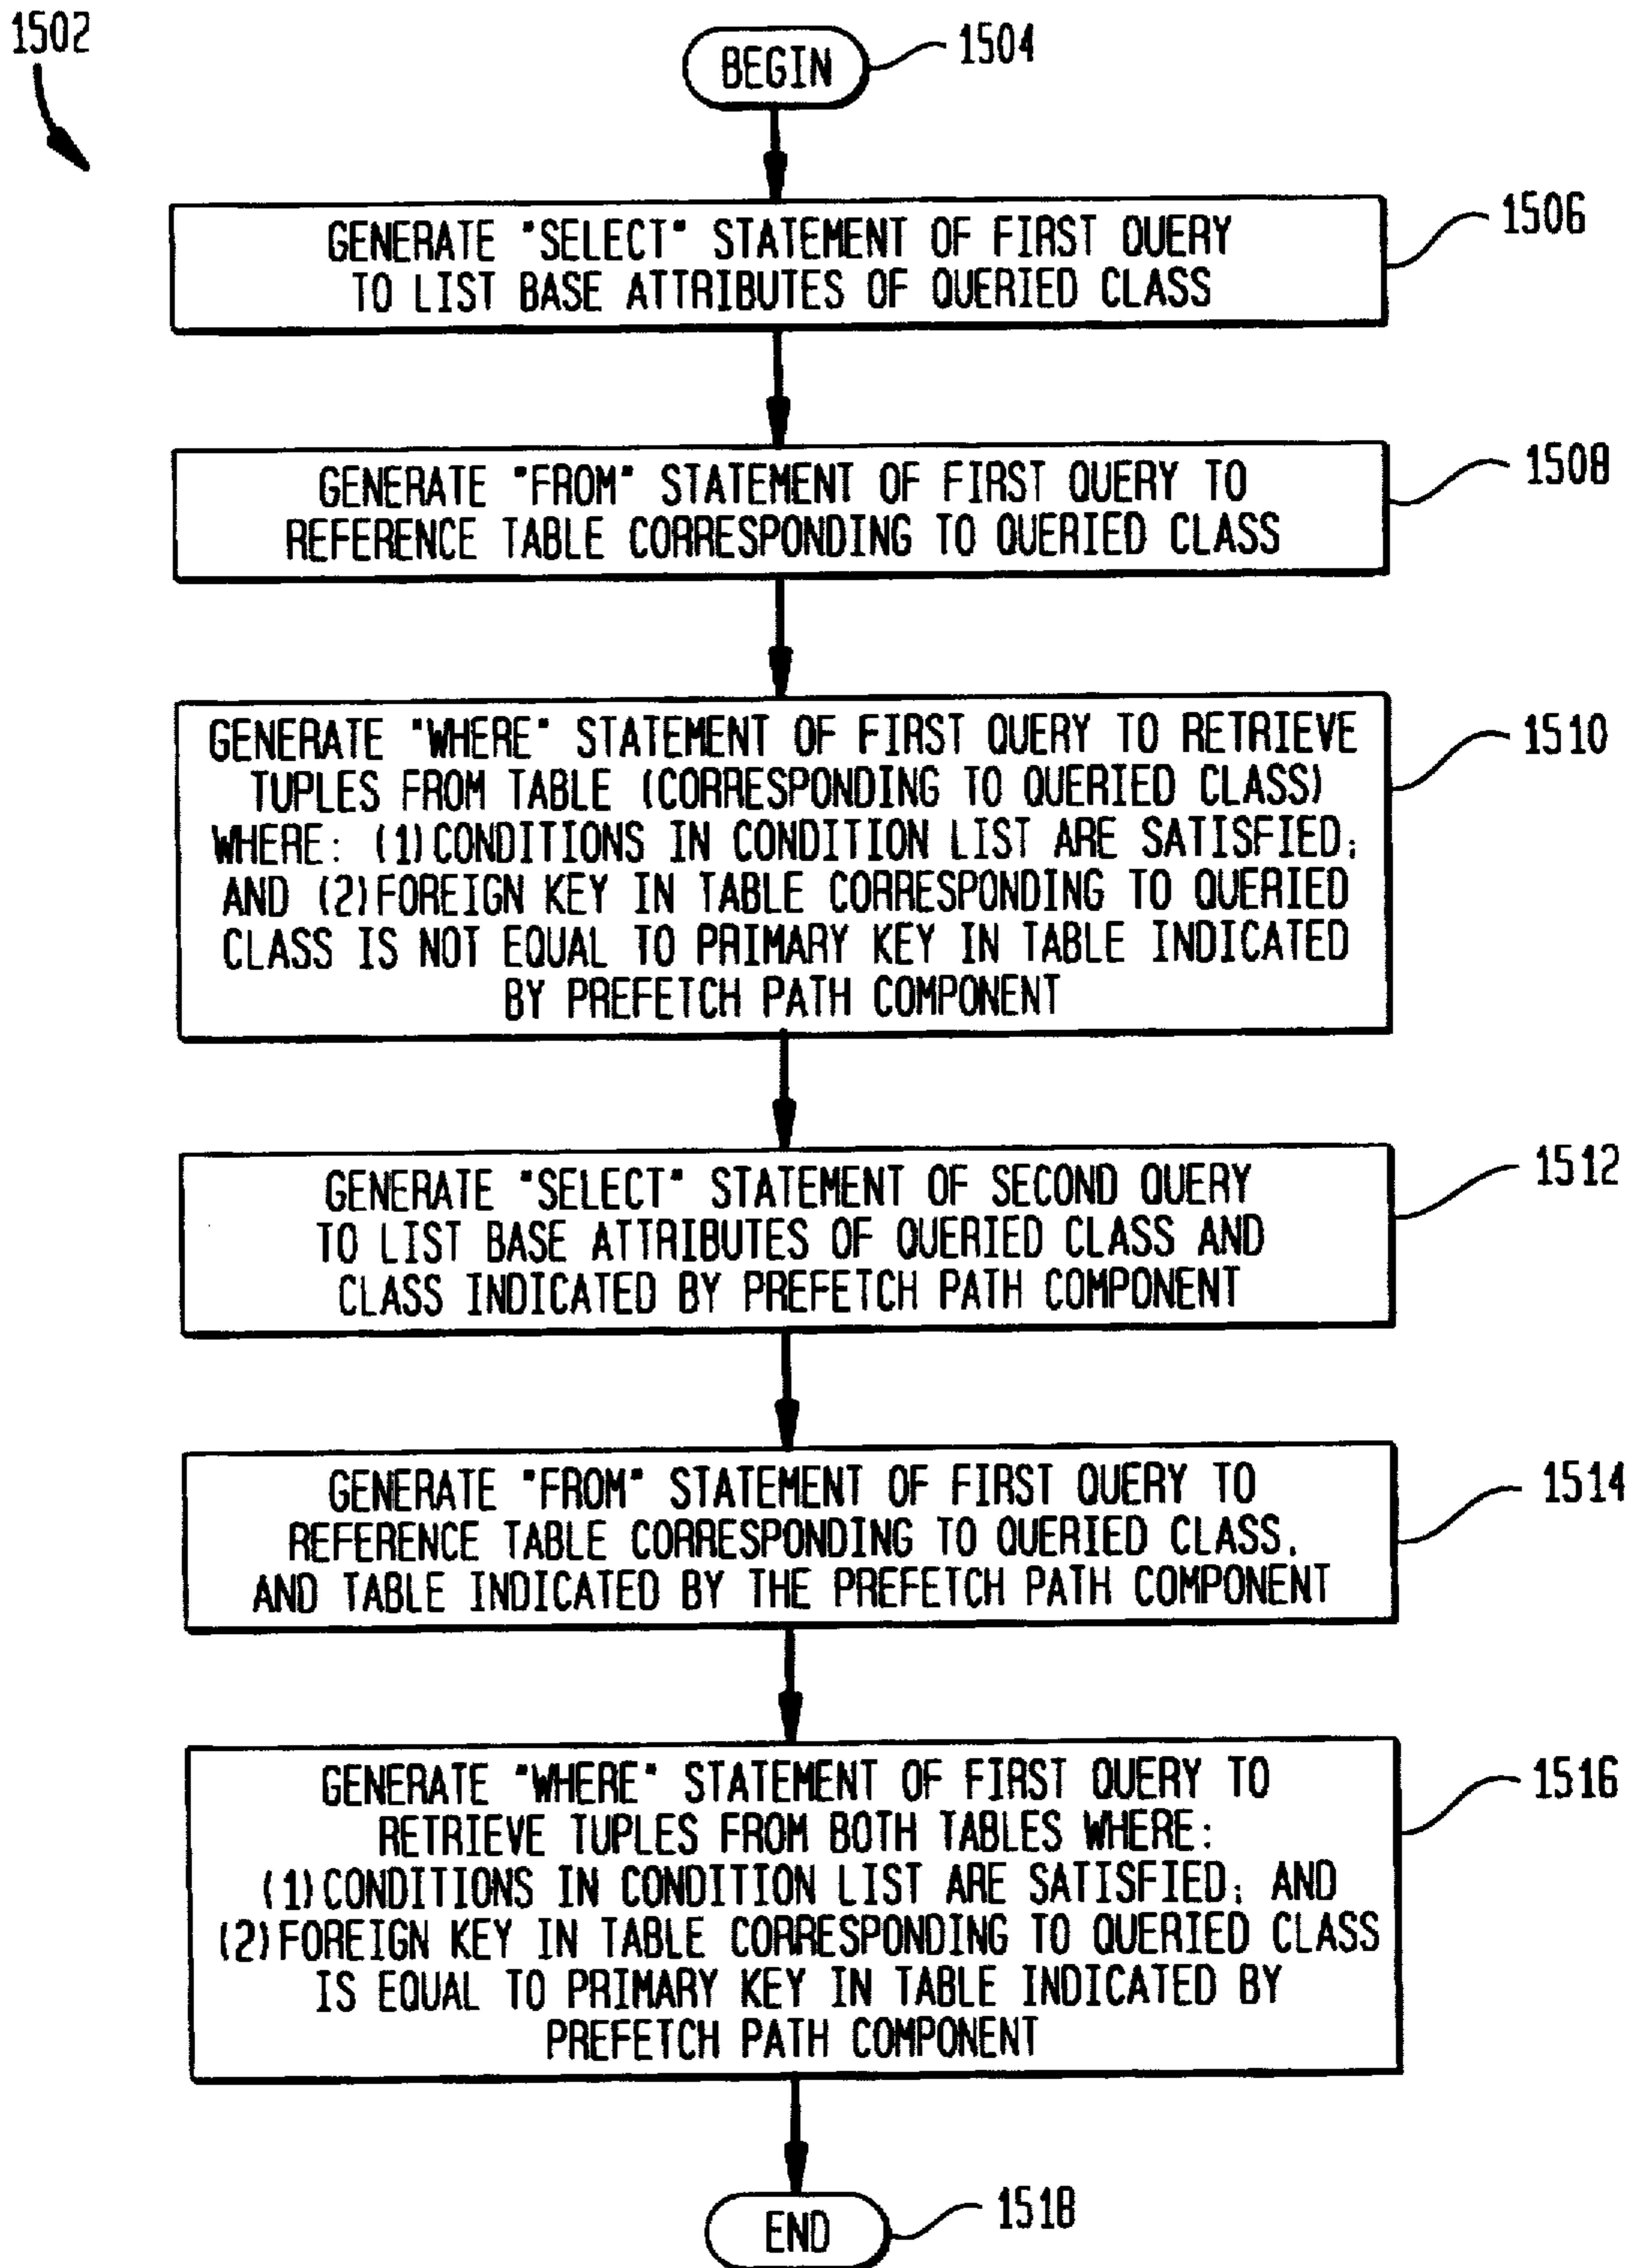 1502
BEGIN
1504
GENERATE "SELECT" STATEMENT OF FIRST QUERY
TO LIST BASE ATTRIBUTES OF QUERIED CLASS
1506
GENERATE "FROM" STATEMENT OF FIRST QUERY TO
REFERENCE TABLE CORRESPONDING TO QUERIED CLASS
1508
GENERATE "WHERE" STATEMENT OF FIRST QUERY TO RETRIEVE
TUPLES FROM TABLE (CORRESPONDING TO QUERIED CLASS)
WHERE: (1) CONDITIONS IN CONDITION LIST ARE SATISFIED;
AND (2) FOREIGN KEY IN TABLE CORRESPONDING TO QUERIED
CLASS IS NOT EQUAL TO PRIMARY KEY IN TABLE INDICATED
BY PREFETCH PATH COMPONENT
1510
GENERATE "SELECT" STATEMENT OF SECOND QUERY
TO LIST BASE ATTRIBUTES OF QUERIED CLASS AND
CLASS INDICATED BY PREFETCH PATH COMPONENT
1512
GENERATE "FROM" STATEMENT OF FIRST QUERY TO
REFERENCE TABLE CORRESPONDING TO QUERIED CLASS,
AND TABLE INDICATED BY THE PREFETCH PATH COMPONENT
1514
GENERATE "WHERE" STATEMENT OF FIRST QUERY TO
RETRIEVE TUPLES FROM BOTH TABLES WHERE:
(1) CONDITIONS IN CONDITION LIST ARE SATISFIED; AND
(2) FOREIGN KEY IN TABLE CORRESPONDING TO QUERIED CLASS
IS EQUAL TO PRIMARY KEY IN TABLE INDICATED BY
PREFETCH PATH COMPONENT
1516
END
1518